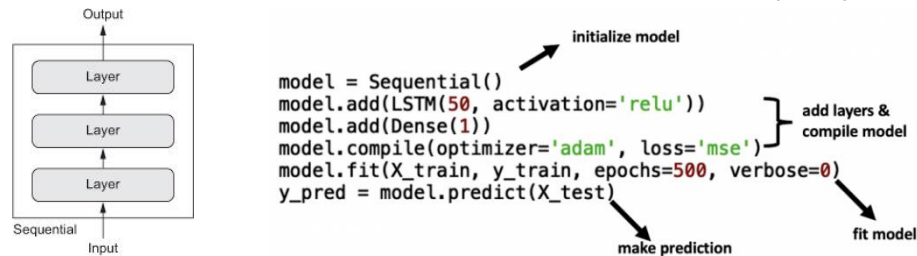 Output
Layer
Layer
Layer
Sequential
Input
initialize model
model = Sequential()
model.add(LSTM(50, activation='relu'))
model.add(Dense(1))
model.compile(optimizer='adam', loss='mse')
add layers &
compile model
model.fit(X_train, y_train, epochs=500, verbose=0)
y_pred = model.predict(X_test)
fit model
make prediction